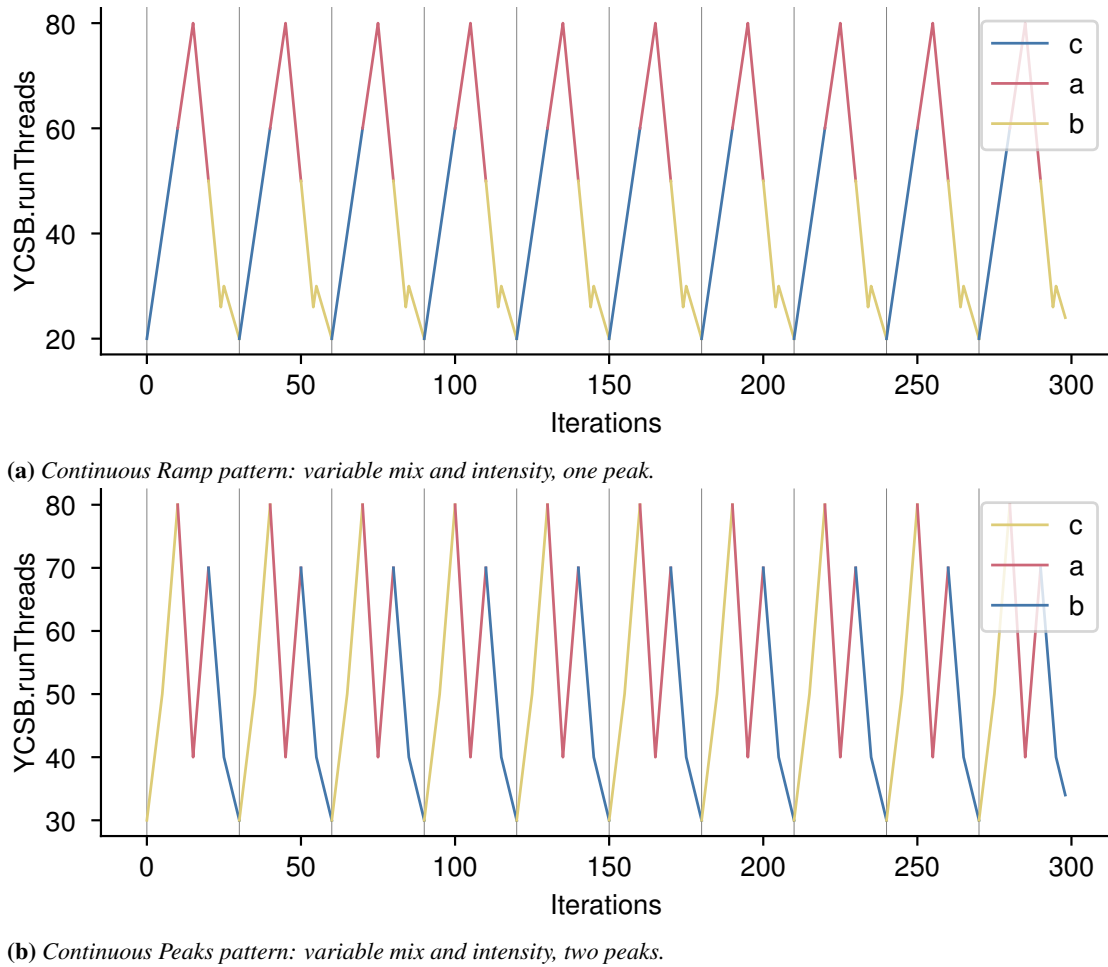 80
60
40
20
YCSB.runThreads
c
a
b
0 50 100 150 200 250 300
Iterations
(a) Continuous Ramp pattern: variable mix and intensity, one peak.
80
70
60
50
40
30
YCSB.runThreads
c
a
b
0 50 100 150 200 250 300
Iterations
(b) Continuous Peaks pattern: variable mix and intensity, two peaks.